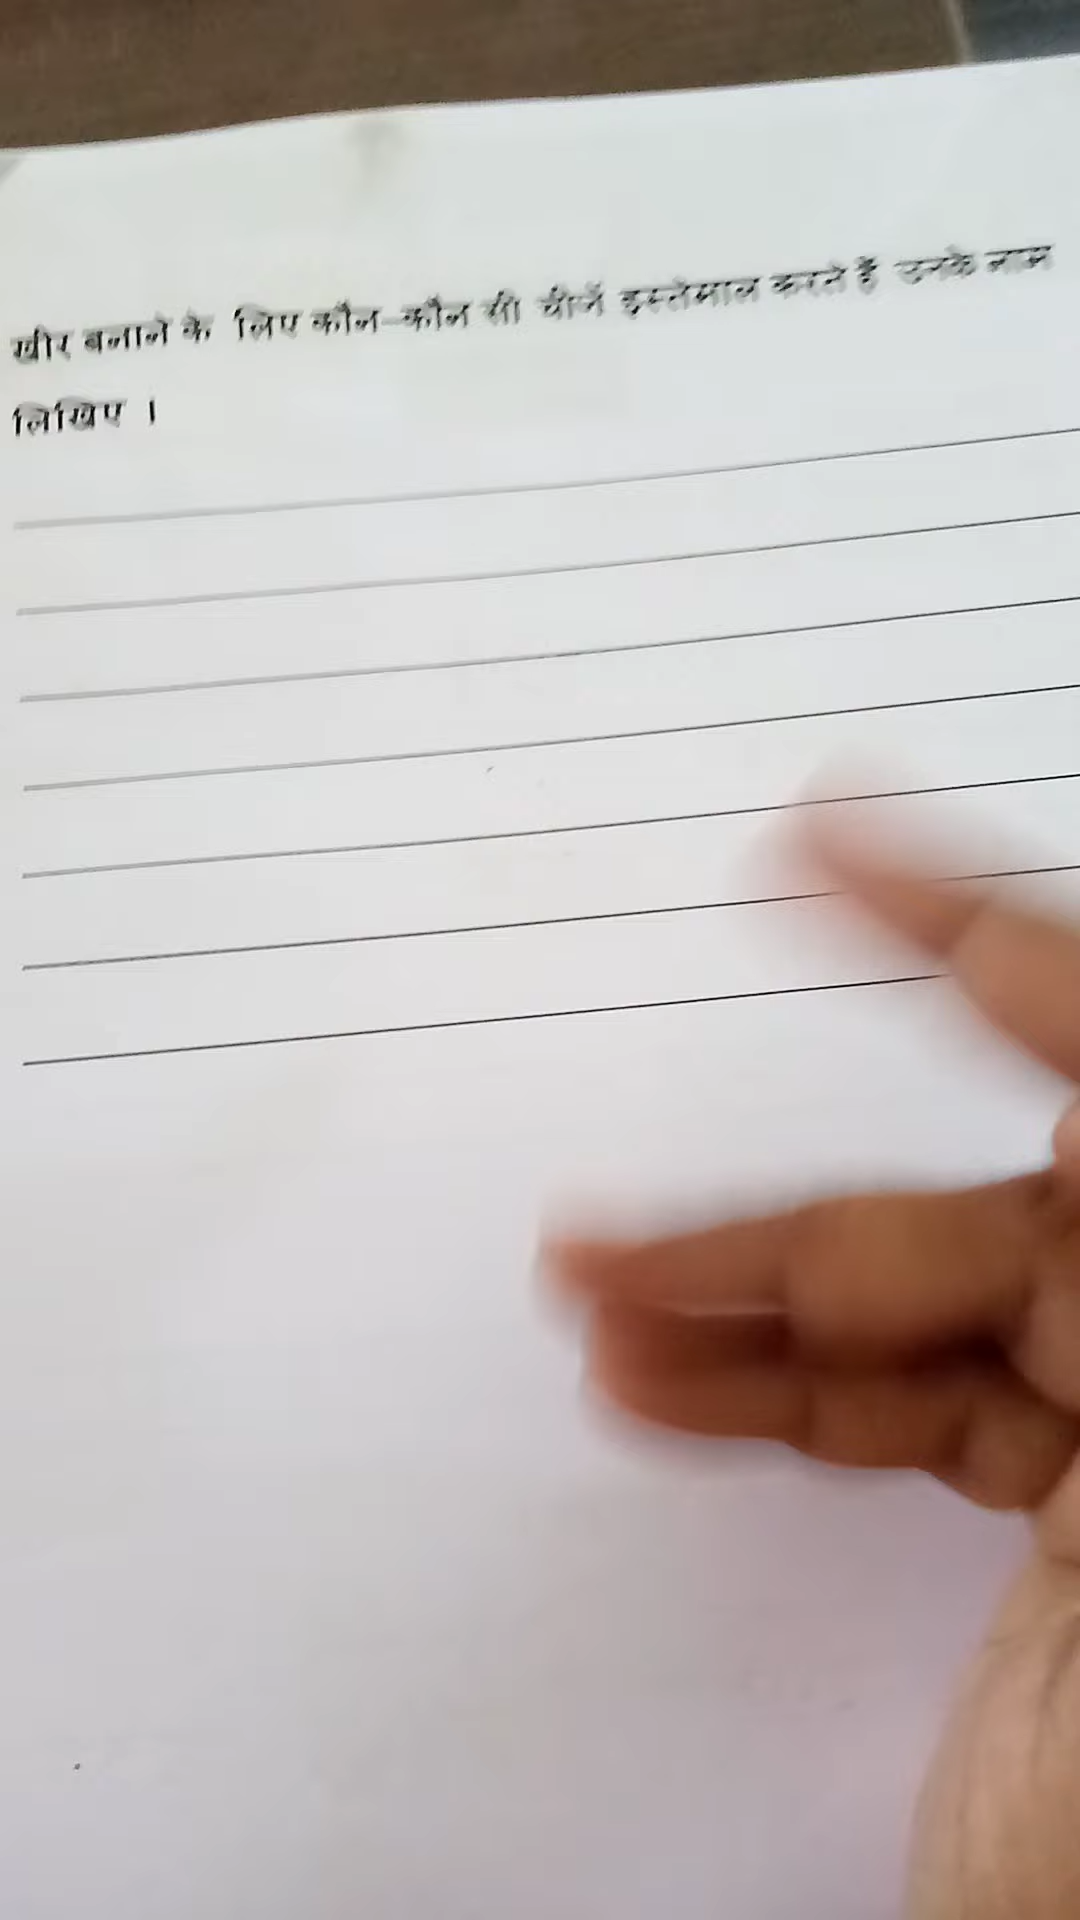 खीर बनाने के लिए कौन-कौन सी चीजें इस्तेमाल करते हैं उनके नाम
लिखिए ।